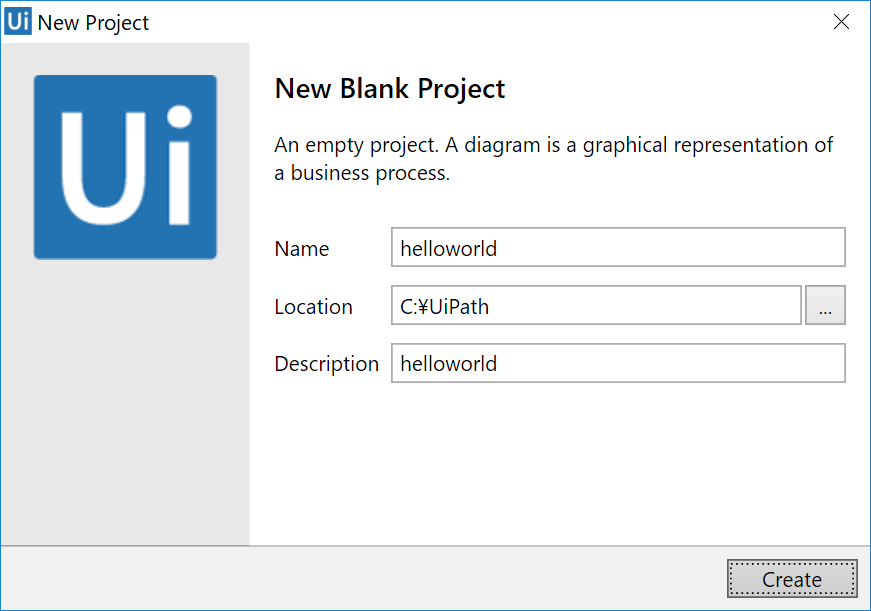 Ui New Project
Ui
New Blank Project
An empty project. A diagram is a graphical representation of
a business process.
Name helloworld
Location C:¥UiPath ...
Description helloworld
Create